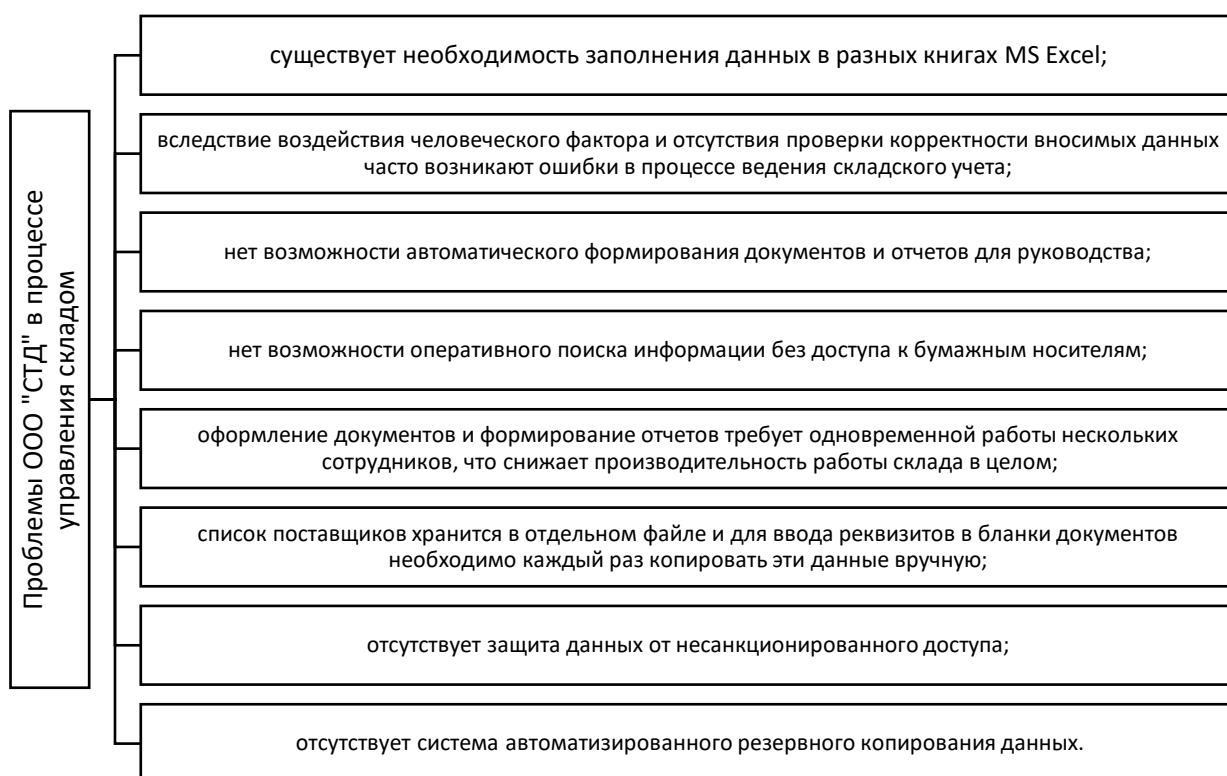 Проблемы ООО "СТД" в процессе
управления складом
существует необходимость заполнения данных в разных книгах MS Excel;
вследствие воздействия человеческого фактора и отсутствия проверки корректности вносимых данных
часто возникают ошибки в процессе ведения складского учета;
нет возможности автоматического формирования документов и отчетов для руководства;
нет возможности оперативного поиска информации без доступа к бумажным носителям;
оформление документов и формирование отчетов требует одновременной работы нескольких
сотрудников, что снижает производительность работы склада в целом;
список поставщиков хранится в отдельном файле и для ввода реквизитов в бланки документов
необходимо каждый раз копировать эти данные вручную;
отсутствует защита данных от несанкционированного доступа;
отсутствует система автоматизированного резервного копирования данных.